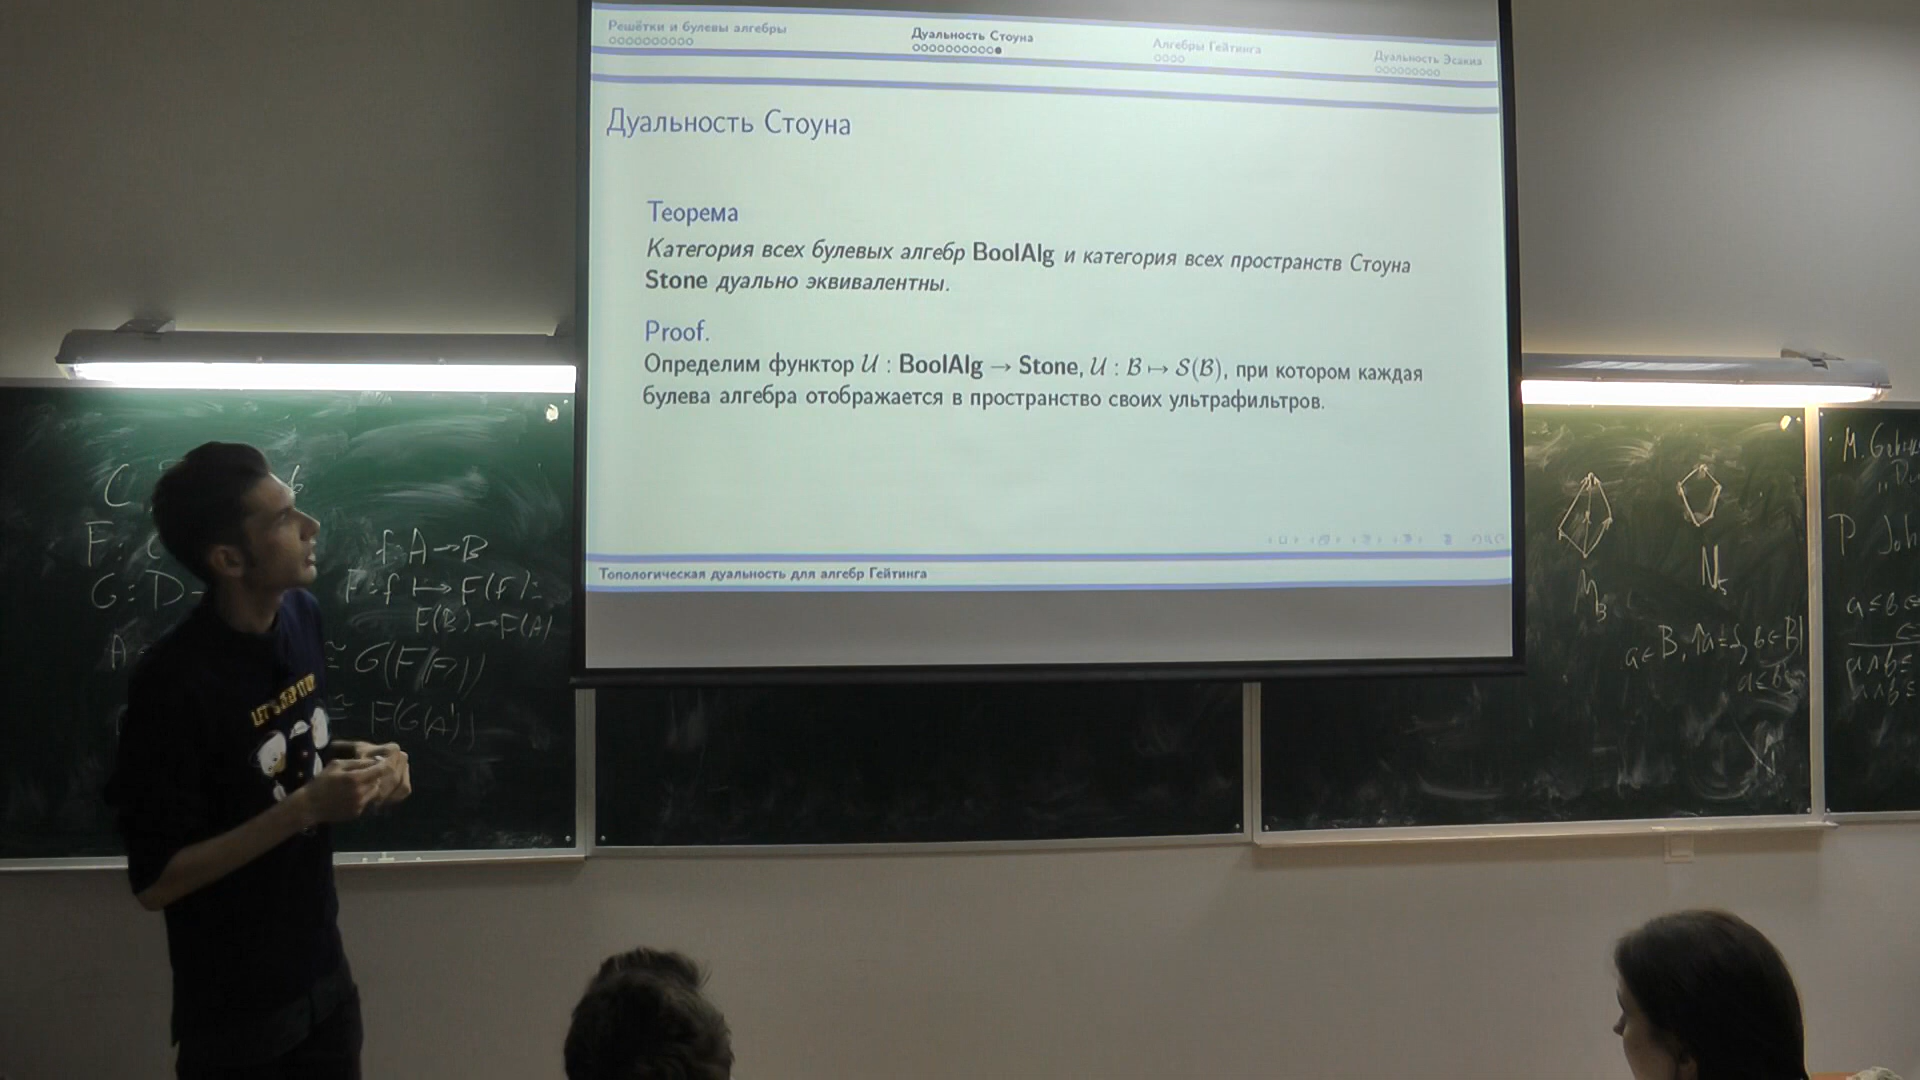 Решётки и булевы алгебры
Дуальность Стоуна
Алгебры Гейтинга
Дуальность Эсакиа
Дуальность Стоуна
Теорема
Категория всех булевых алгебр BoolAlg и категория всех пространств Стоуна
Stone дуально эквивалентны.
Proof.
Определим функтор 𝒰 : BoolAlg → Stone, 𝒰 : ℬ ↦ 𝒮(ℬ), при котором каждая
булева алгебра отображается в пространство своих ультрафильтров.
Топологическая дуальность для алгебр Гейтинга
C
F: C
f: A → B
G: D
F: f ↦ F(f):
F(B) → F(A)
A
≅ G(F(A))
≅ F(G(A'))
LET'S
M₃
N₅
a ∈ B, ↑a = { b ∈ B |
a ≤ b
M.
P. Joh
a ≤ b
a ∧ b =